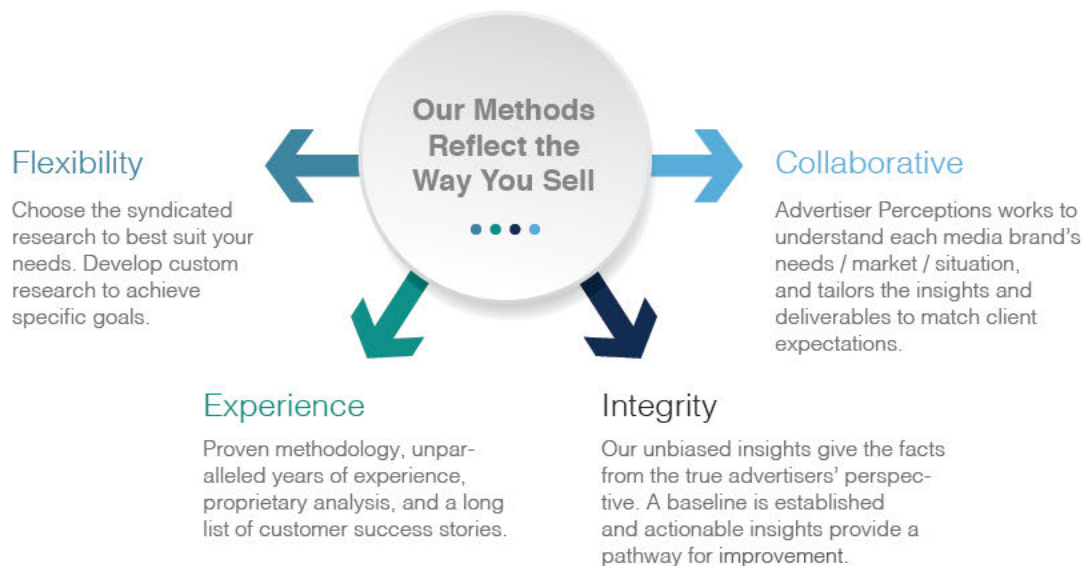 Our Methods
Reflect the
Way You Sell
Flexibility
Choose the syndicated
research to best suit your
needs. Develop custom
research to achieve
specific goals.
Collaborative
Advertiser Perceptions works to
understand each media brand's
needs / market / situation,
and tailors the insights and
deliverables to match client
expectations.
Experience
Proven methodology, unpar-
alleled years of experience,
proprietary analysis, and a long
list of customer success stories.
Integrity
Our unbiased insights give the facts
from the true advertisers' perspec-
tive. A baseline is established
and actionable insights provide a
pathway for improvement.